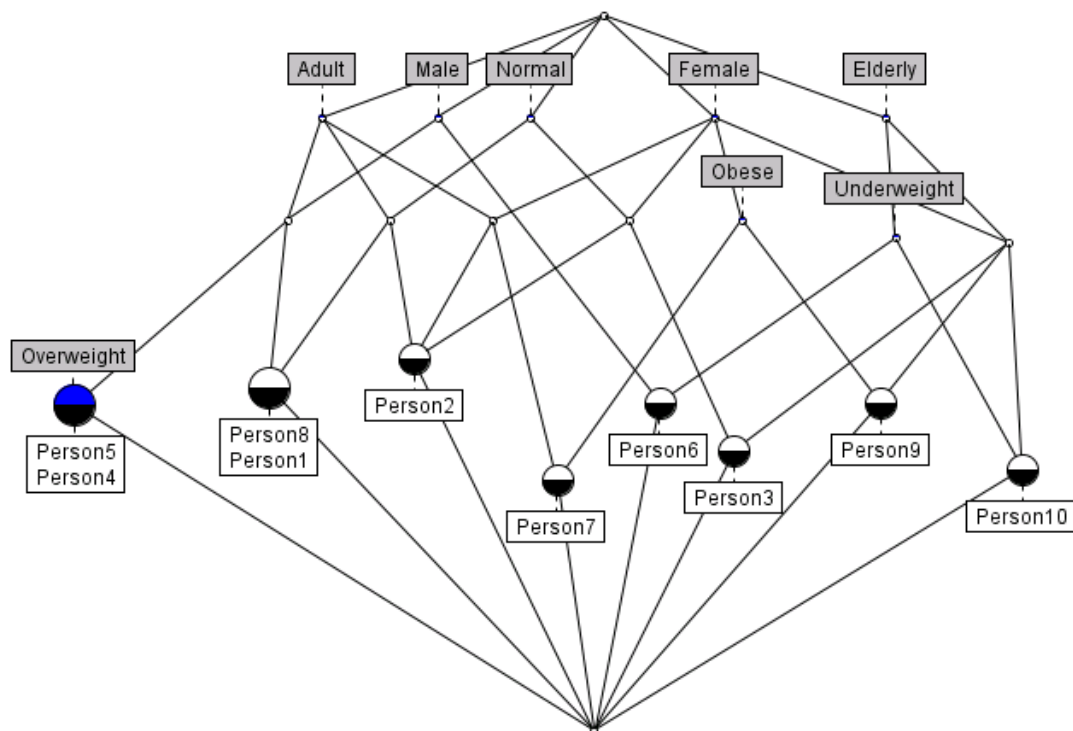 Adult
Male
Normal
Female
Elderly
Obese
Underweight
Overweight
Person5
Person4
Person8
Person1
Person2
Person7
Person6
Person3
Person9
Person10